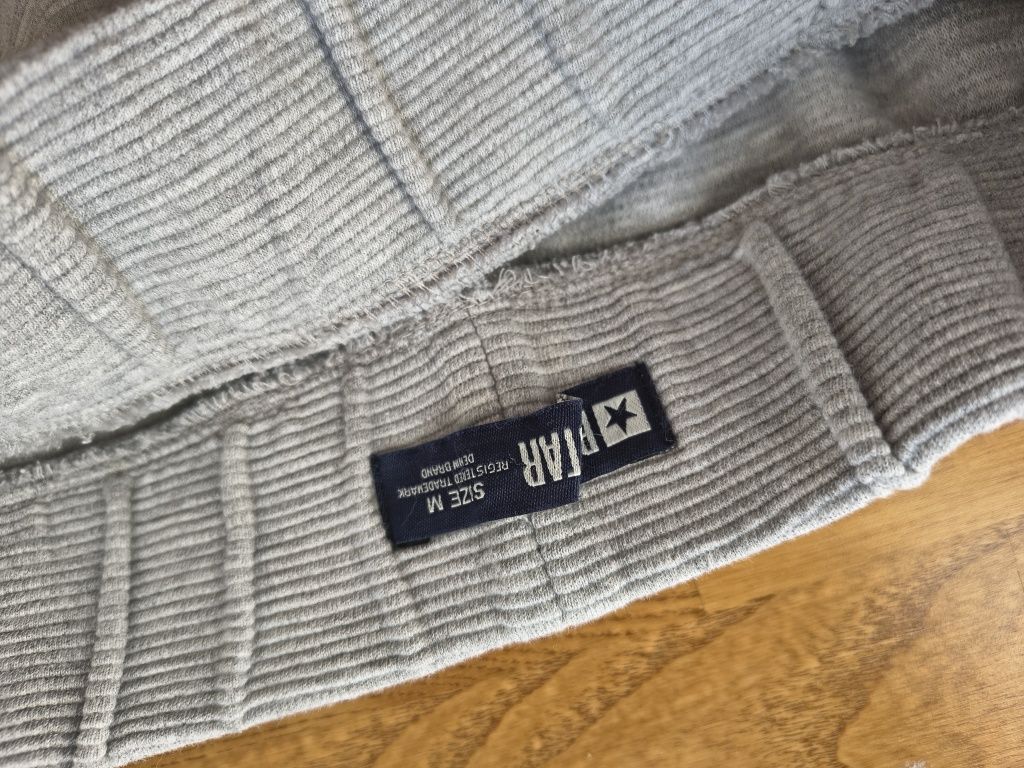 TAR
REGISTERED TRADEMARK
DENIM BRAND
SIZE M